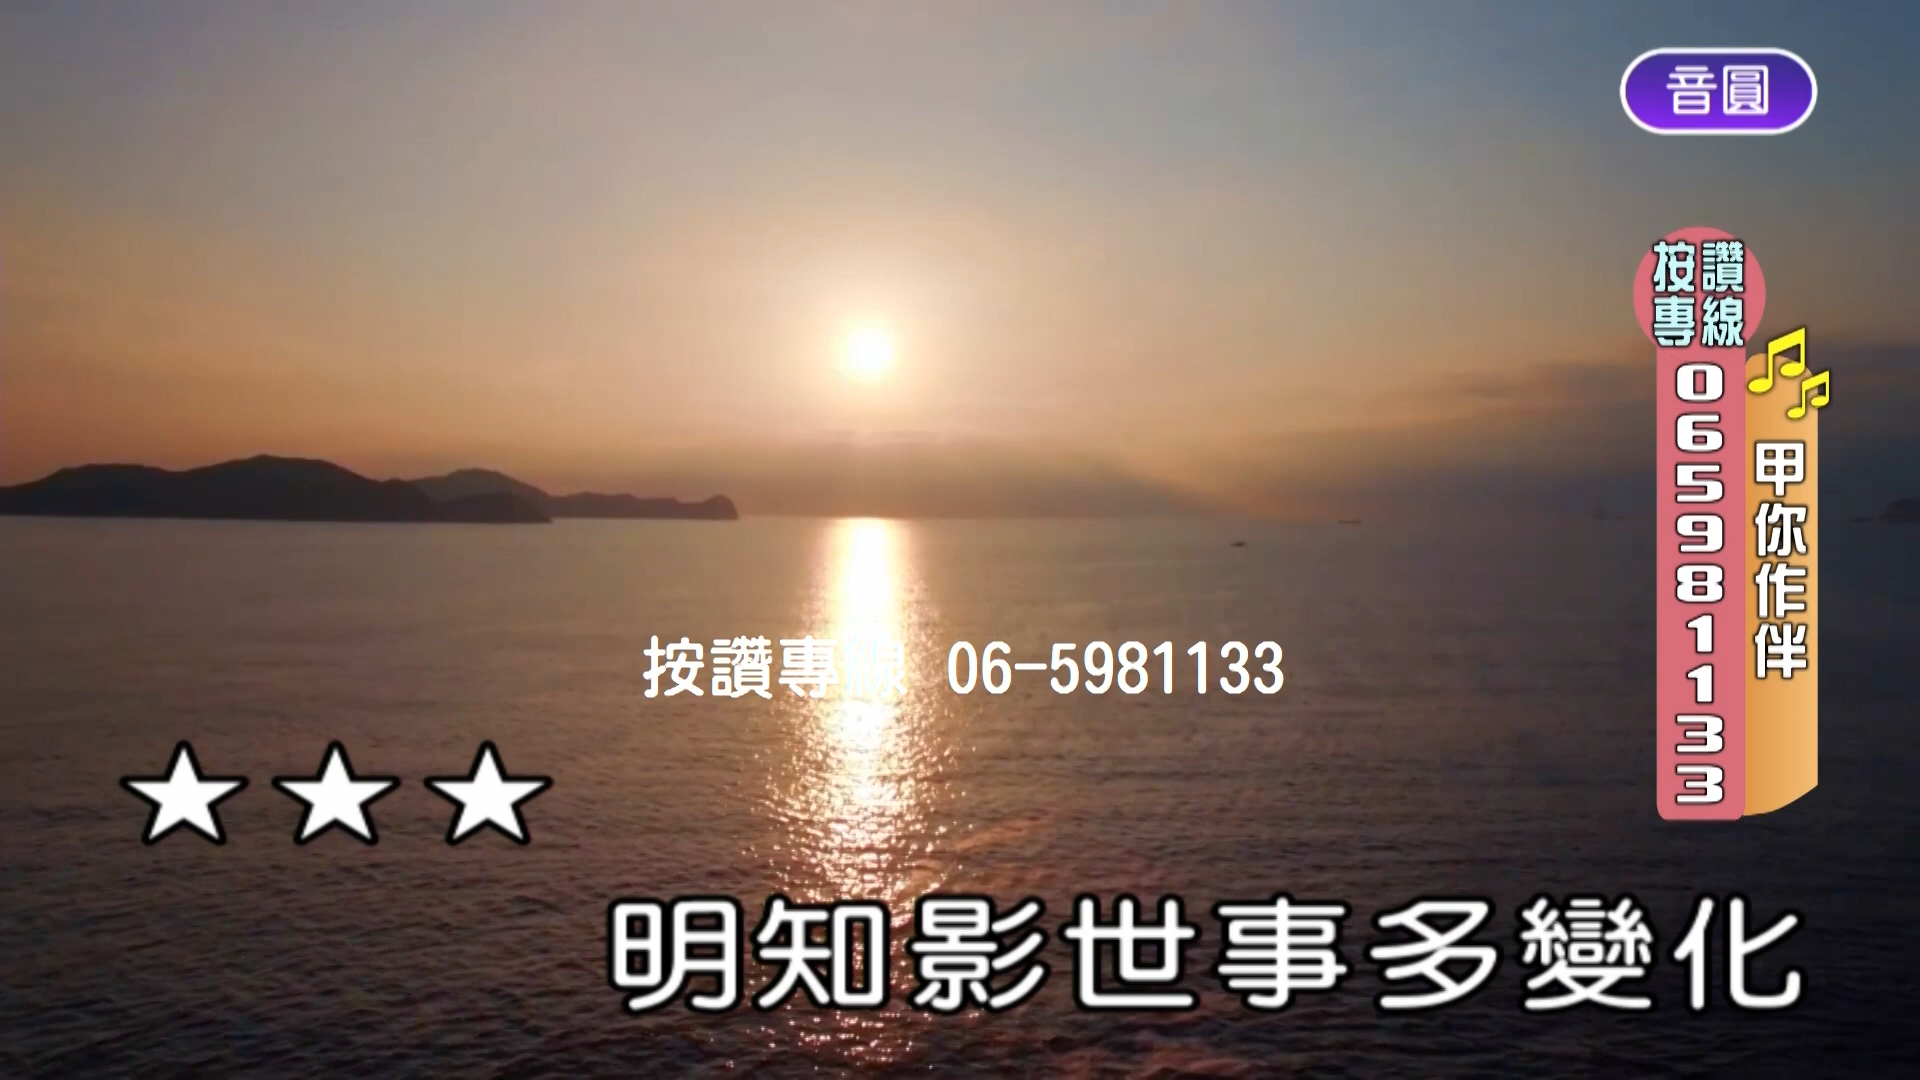 音圓
按讚
專線
065981133
甲你作伴
按讚專線 06-5981133
★★★
明知影世事多變化